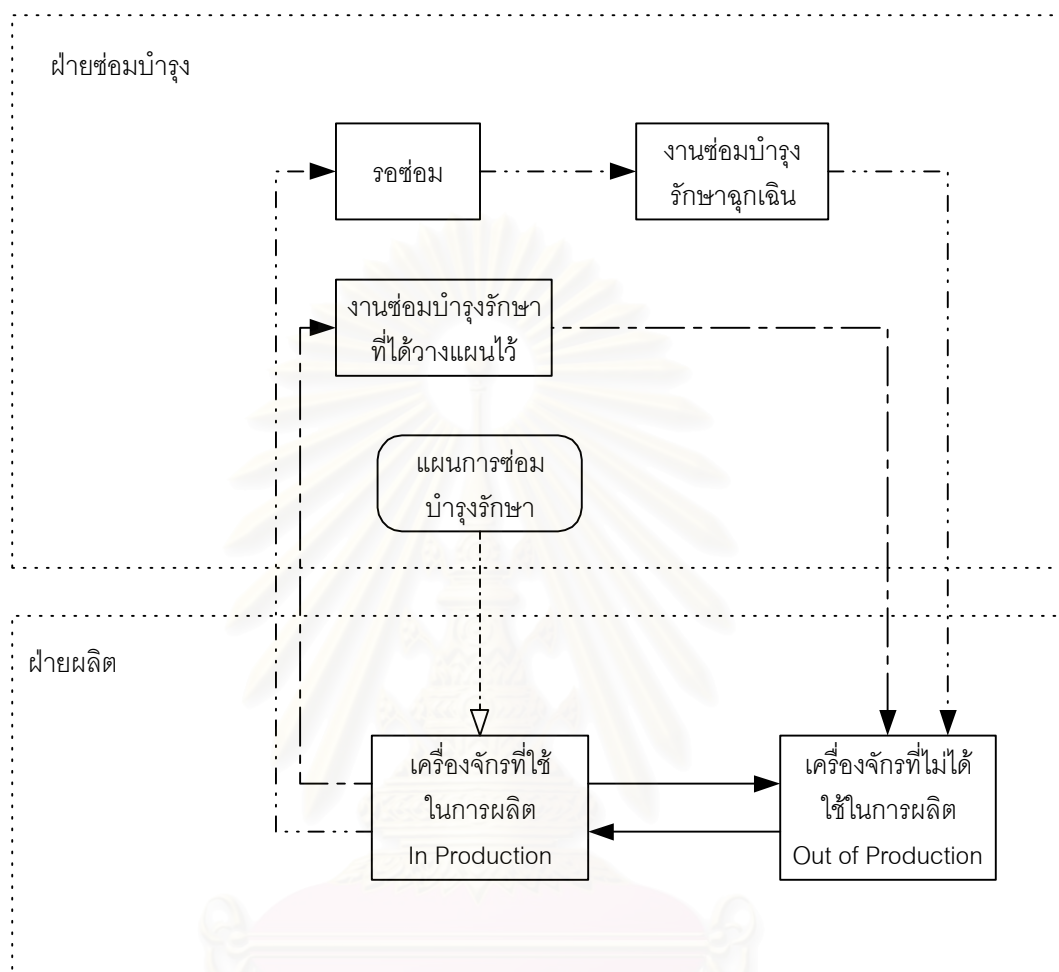 ฝ่ายซ่อมบำรุง
รอซ่อม
งานซ่อมบำรุง
รักษาฉุกเฉิน
งานซ่อมบำรุงรักษา
ที่ได้วางแผนไว้
แผนการซ่อม
บำรุงรักษา
ฝ่ายผลิต
เครื่องจักรที่ใช้
ในการผลิต
In Production
เครื่องจักรที่ไม่ได้
ใช้ในการผลิต
Out of Production